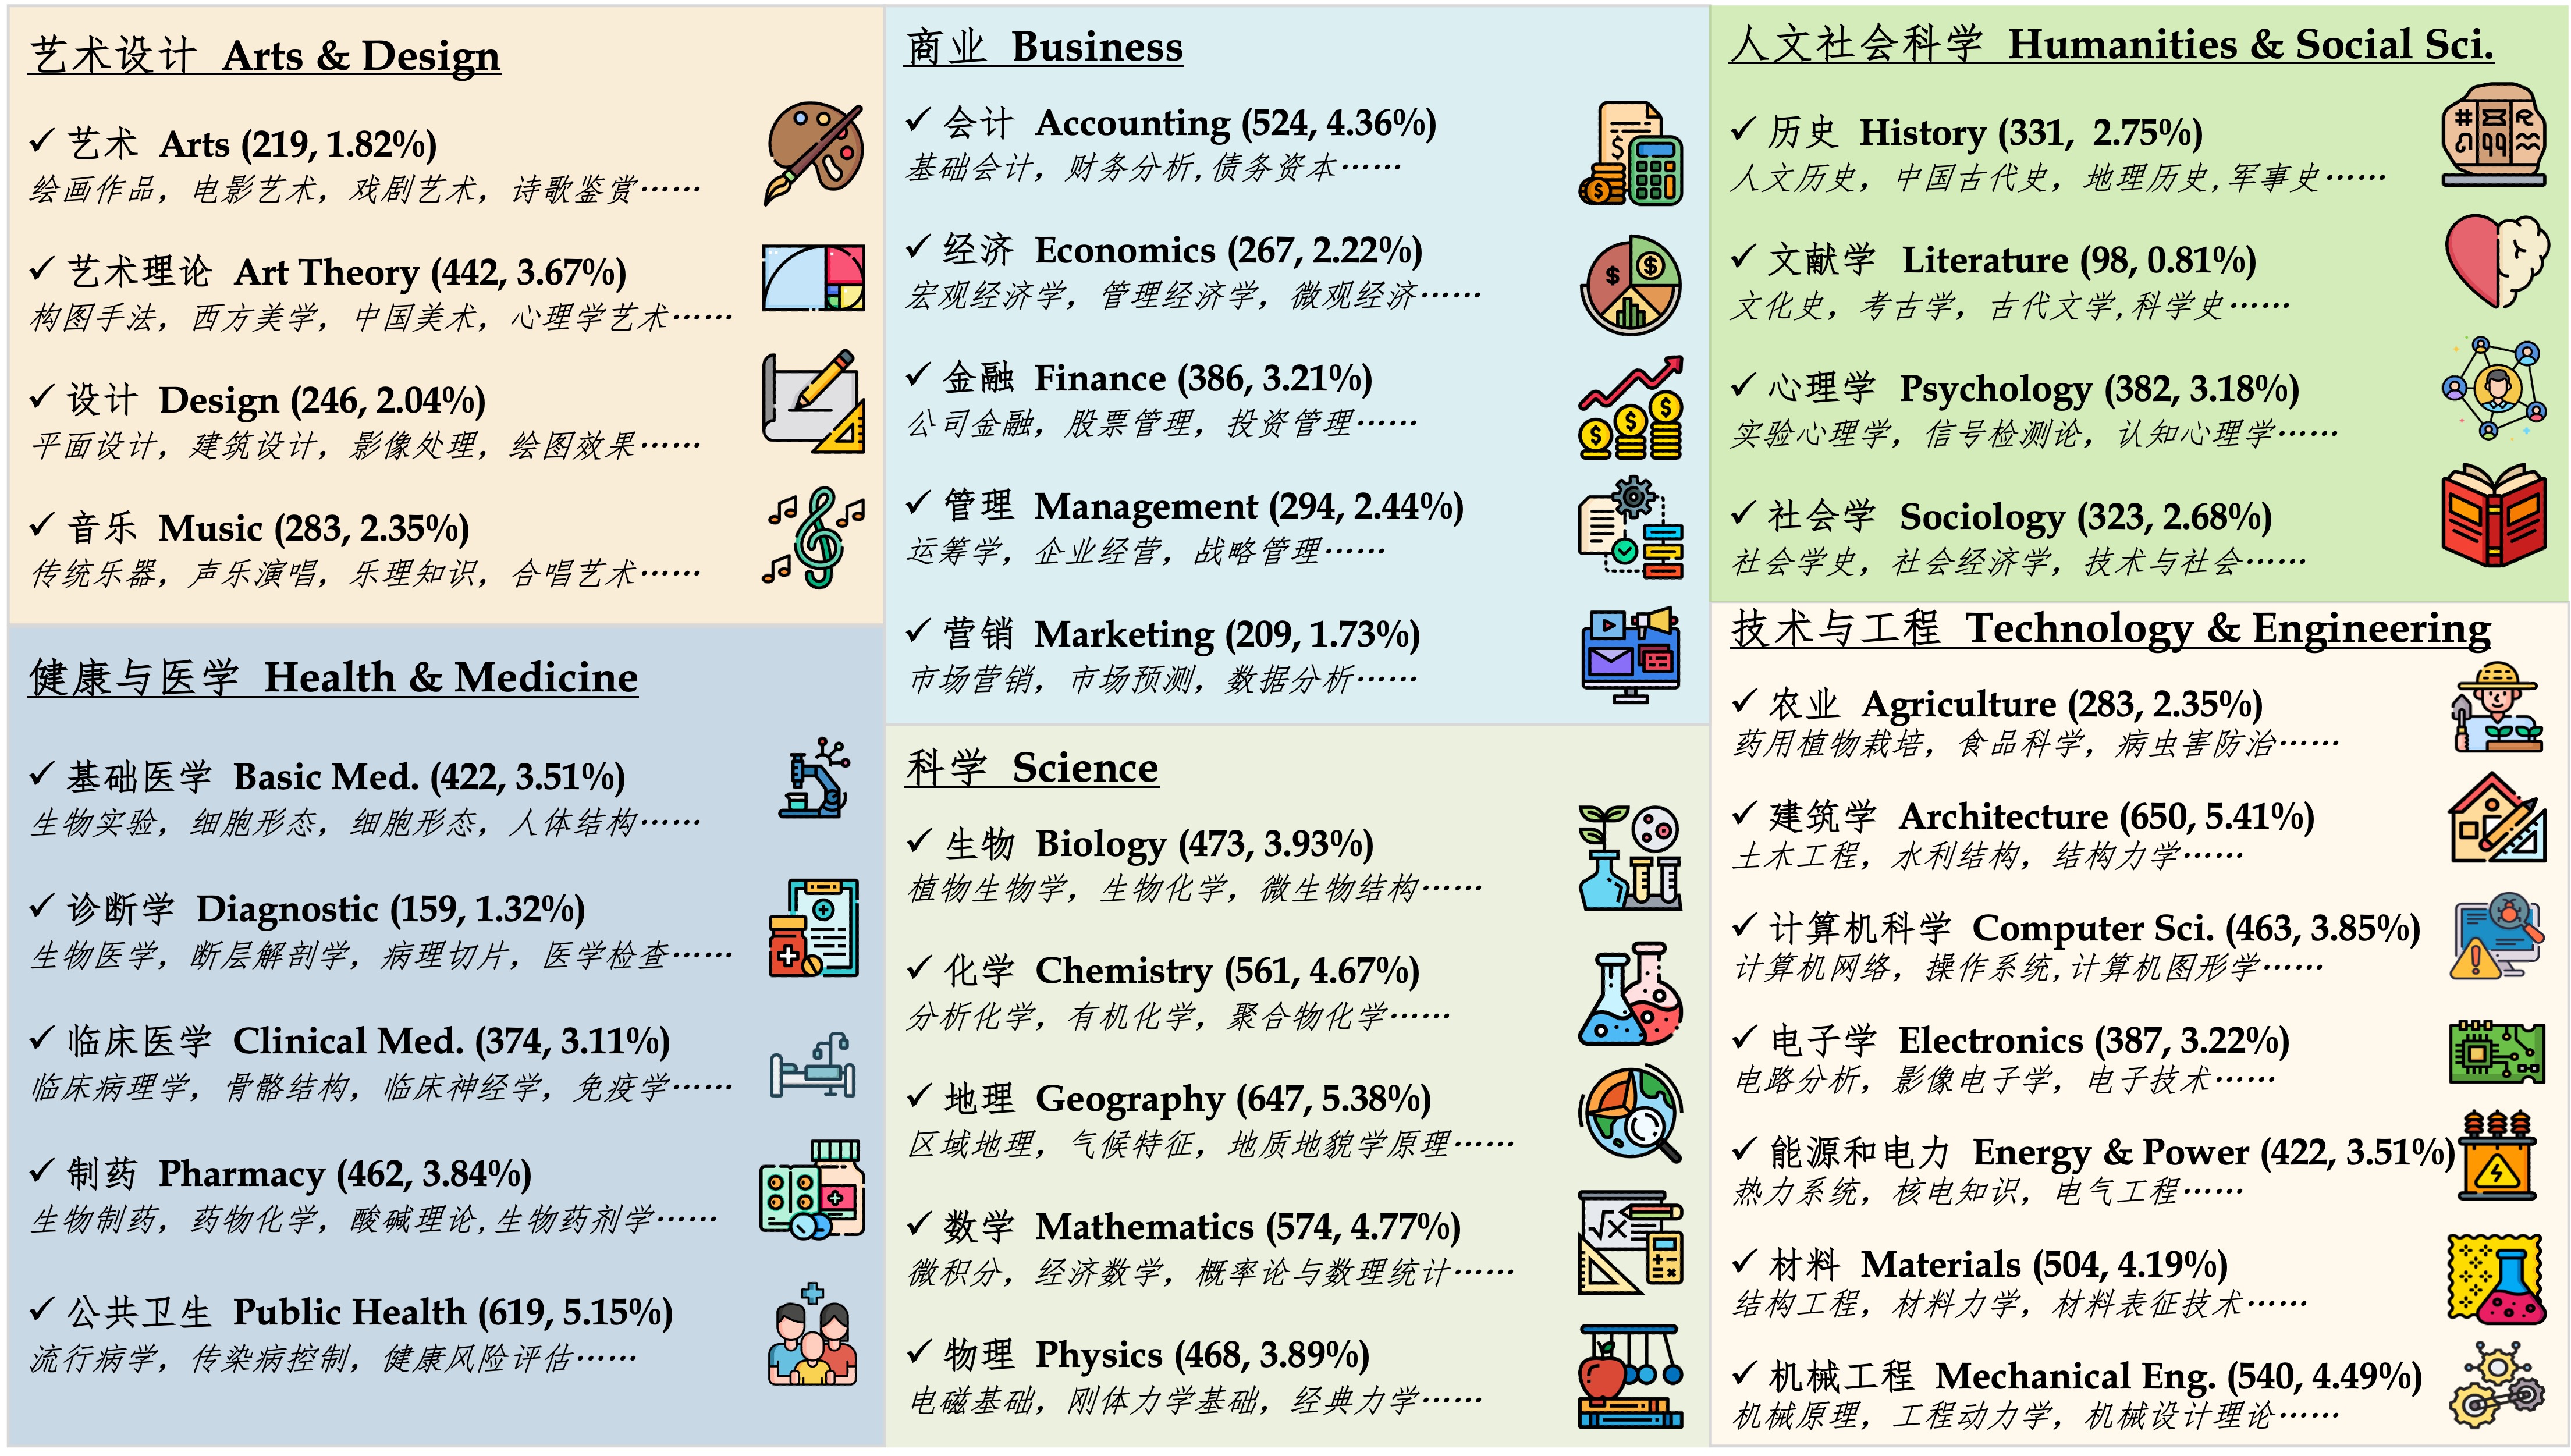 艺术设计 Arts & Design
✓ 艺术 Arts (219, 1.82%)
绘画作品，电影艺术，戏剧艺术，诗歌鉴赏……
✓ 艺术理论 Art Theory (442, 3.67%)
构图手法，西方美学，中国美术，心理学艺术……
✓ 设计 Design (246, 2.04%)
平面设计，建筑设计，影像处理，绘图效果……
✓ 音乐 Music (283, 2.35%)
传统乐器，声乐演唱，乐理知识，合唱艺术……
健康与医学 Health & Medicine
✓ 基础医学 Basic Med. (422, 3.51%)
生物实验，细胞形态，细胞形态，人体结构……
✓ 诊断学 Diagnostic (159, 1.32%)
生物医学，断层解剖学，病理切片，医学检查……
✓ 临床医学 Clinical Med. (374, 3.11%)
临床病理学，骨骼结构，临床神经学，免疫学……
✓ 制药 Pharmacy (462, 3.84%)
生物制药，药物化学，酸碱理论,生物药剂学……
✓ 公共卫生 Public Health (619, 5.15%)
流行病学，传染病控制，健康风险评估……
商业 Business
✓ 会计 Accounting (524, 4.36%)
基础会计，财务分析,债务资本……
✓ 经济 Economics (267, 2.22%)
宏观经济学，管理经济学，微观经济……
✓ 金融 Finance (386, 3.21%)
公司金融，股票管理，投资管理……
✓ 管理 Management (294, 2.44%)
运筹学，企业经营，战略管理……
✓ 营销 Marketing (209, 1.73%)
市场营销，市场预测，数据分析……
科学 Science
✓ 生物 Biology (473, 3.93%)
植物生物学，生物化学，微生物结构……
✓ 化学 Chemistry (561, 4.67%)
分析化学，有机化学，聚合物化学……
✓ 地理 Geography (647, 5.38%)
区域地理，气候特征，地质地貌学原理……
✓ 数学 Mathematics (574, 4.77%)
微积分，经济数学，概率论与数理统计……
✓ 物理 Physics (468, 3.89%)
电磁基础，刚体力学基础，经典力学……
人文社会科学 Humanities & Social Sci.
✓ 历史 History (331, 2.75%)
人文历史，中国古代史，地理历史,军事史……
✓ 文献学 Literature (98, 0.81%)
文化史，考古学，古代文学,科学史……
✓ 心理学 Psychology (382, 3.18%)
实验心理学，信号检测论，认知心理学……
✓ 社会学 Sociology (323, 2.68%)
社会学史，社会经济学，技术与社会……
技术与工程 Technology & Engineering
✓ 农业 Agriculture (283, 2.35%)
药用植物栽培，食品科学，病虫害防治……
✓ 建筑学 Architecture (650, 5.41%)
土木工程，水利结构，结构力学……
✓ 计算机科学 Computer Sci. (463, 3.85%)
计算机网络，操作系统,计算机图形学……
✓ 电子学 Electronics (387, 3.22%)
电路分析，影像电子学，电子技术……
✓ 能源和电力 Energy & Power (422, 3.51%)
热力系统，核电知识，电气工程……
✓ 材料 Materials (504, 4.19%)
结构工程，材料力学，材料表征技术……
✓ 机械工程 Mechanical Eng. (540, 4.49%)
机械原理，工程动力学，机械设计理论……